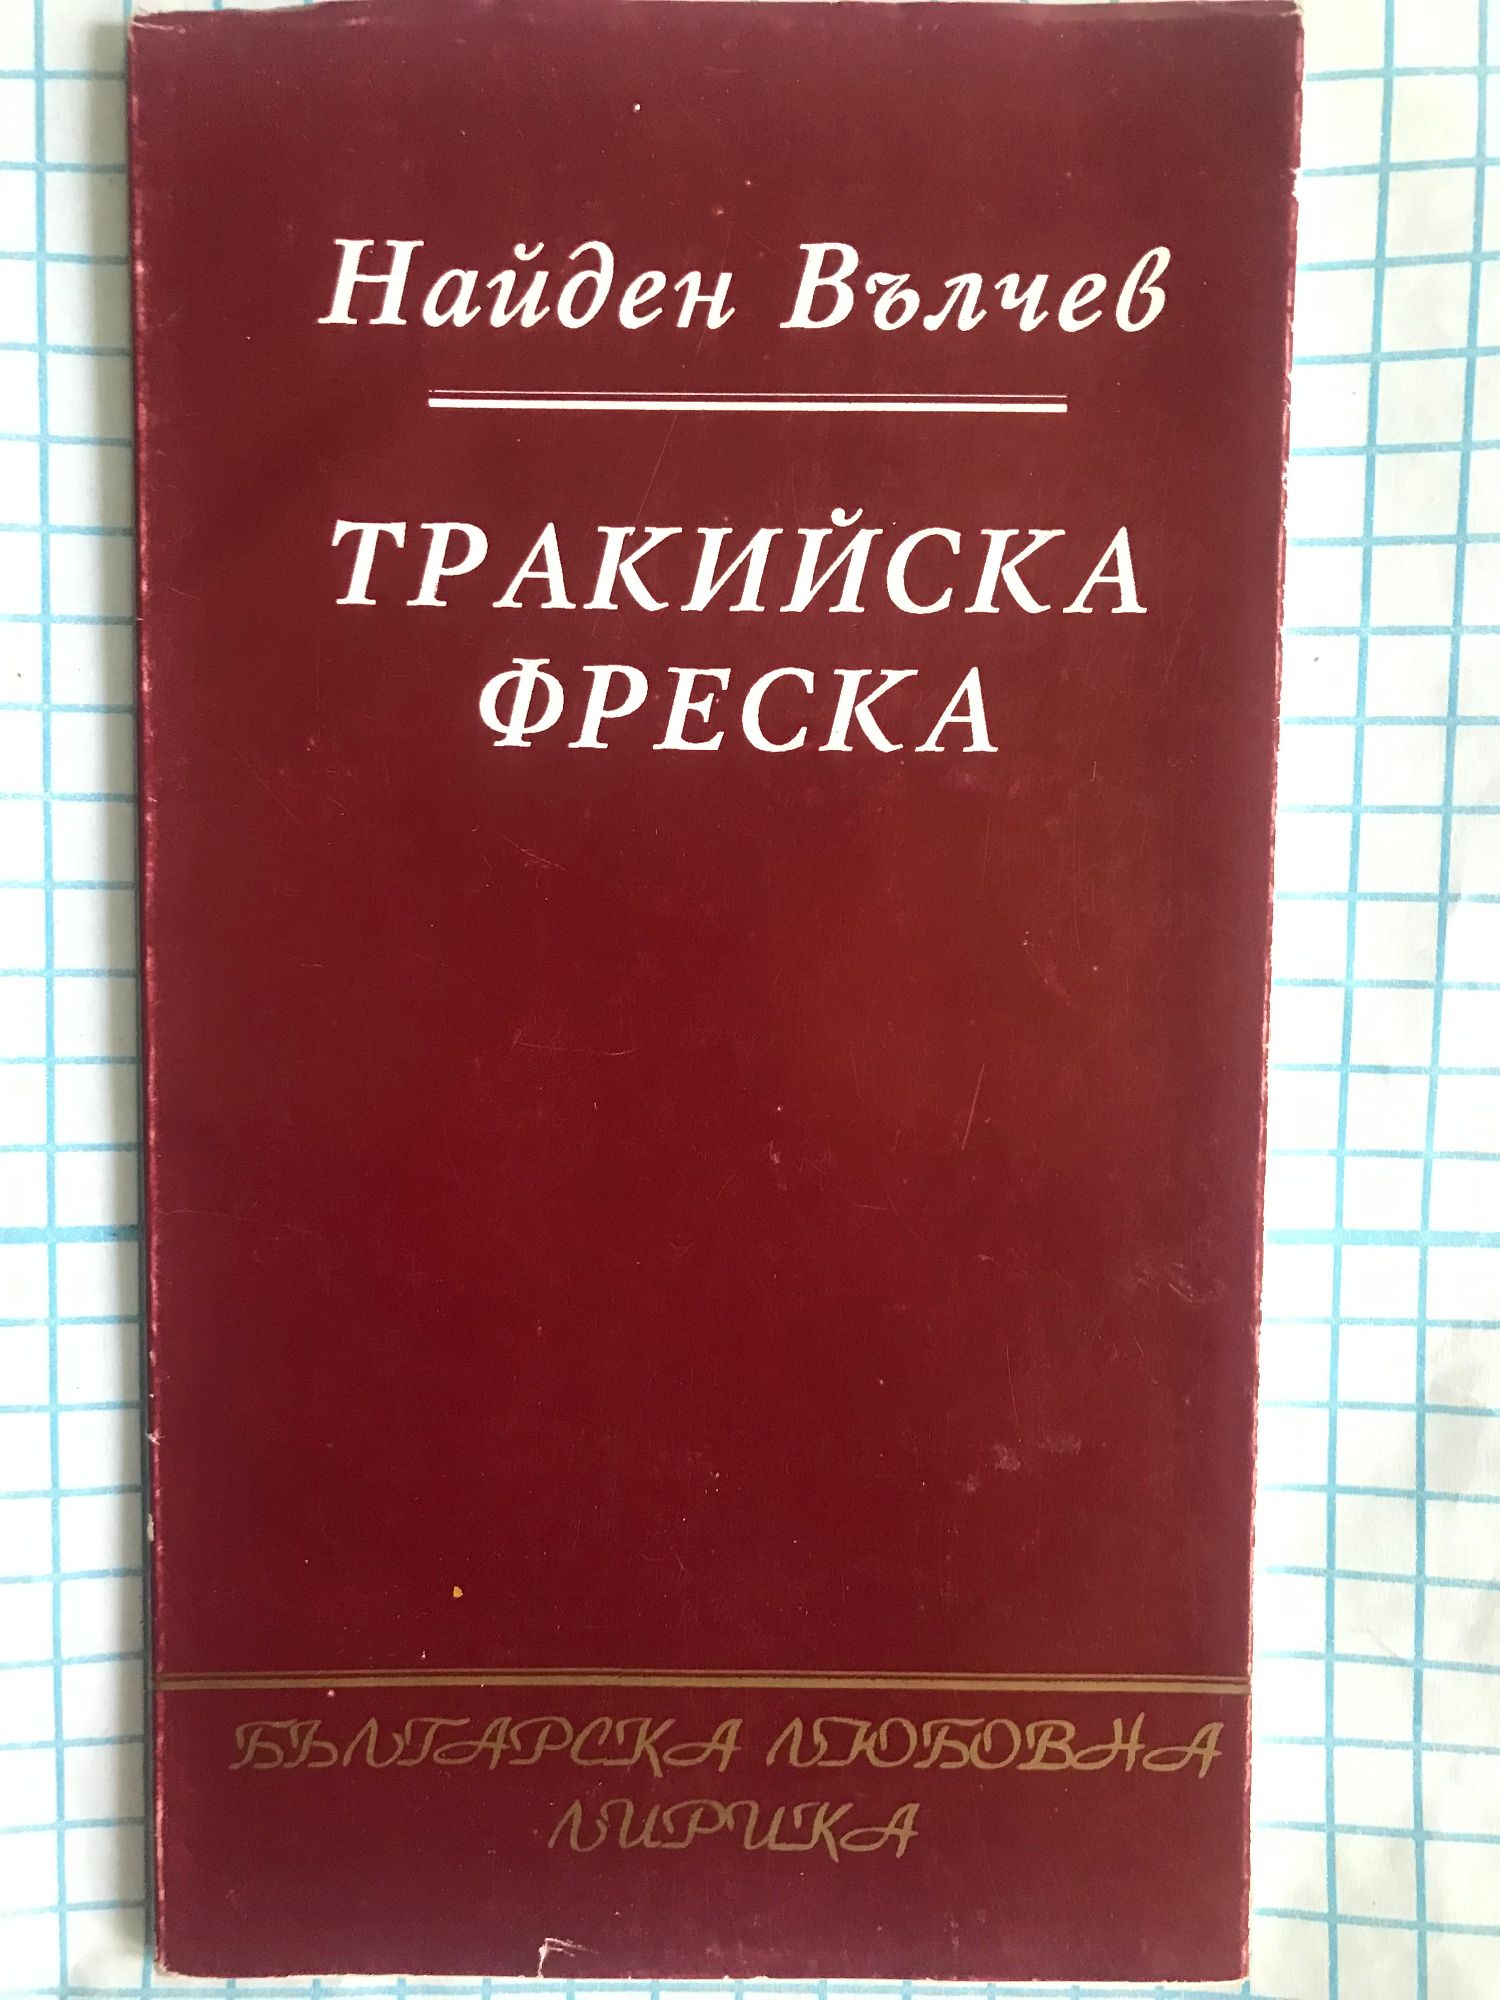 Найден Вълчев
ТРАКИЙСКА
ФРЕСКА
БЪЛГАРСКА ЛЮБОВНА
ЛИРИКА